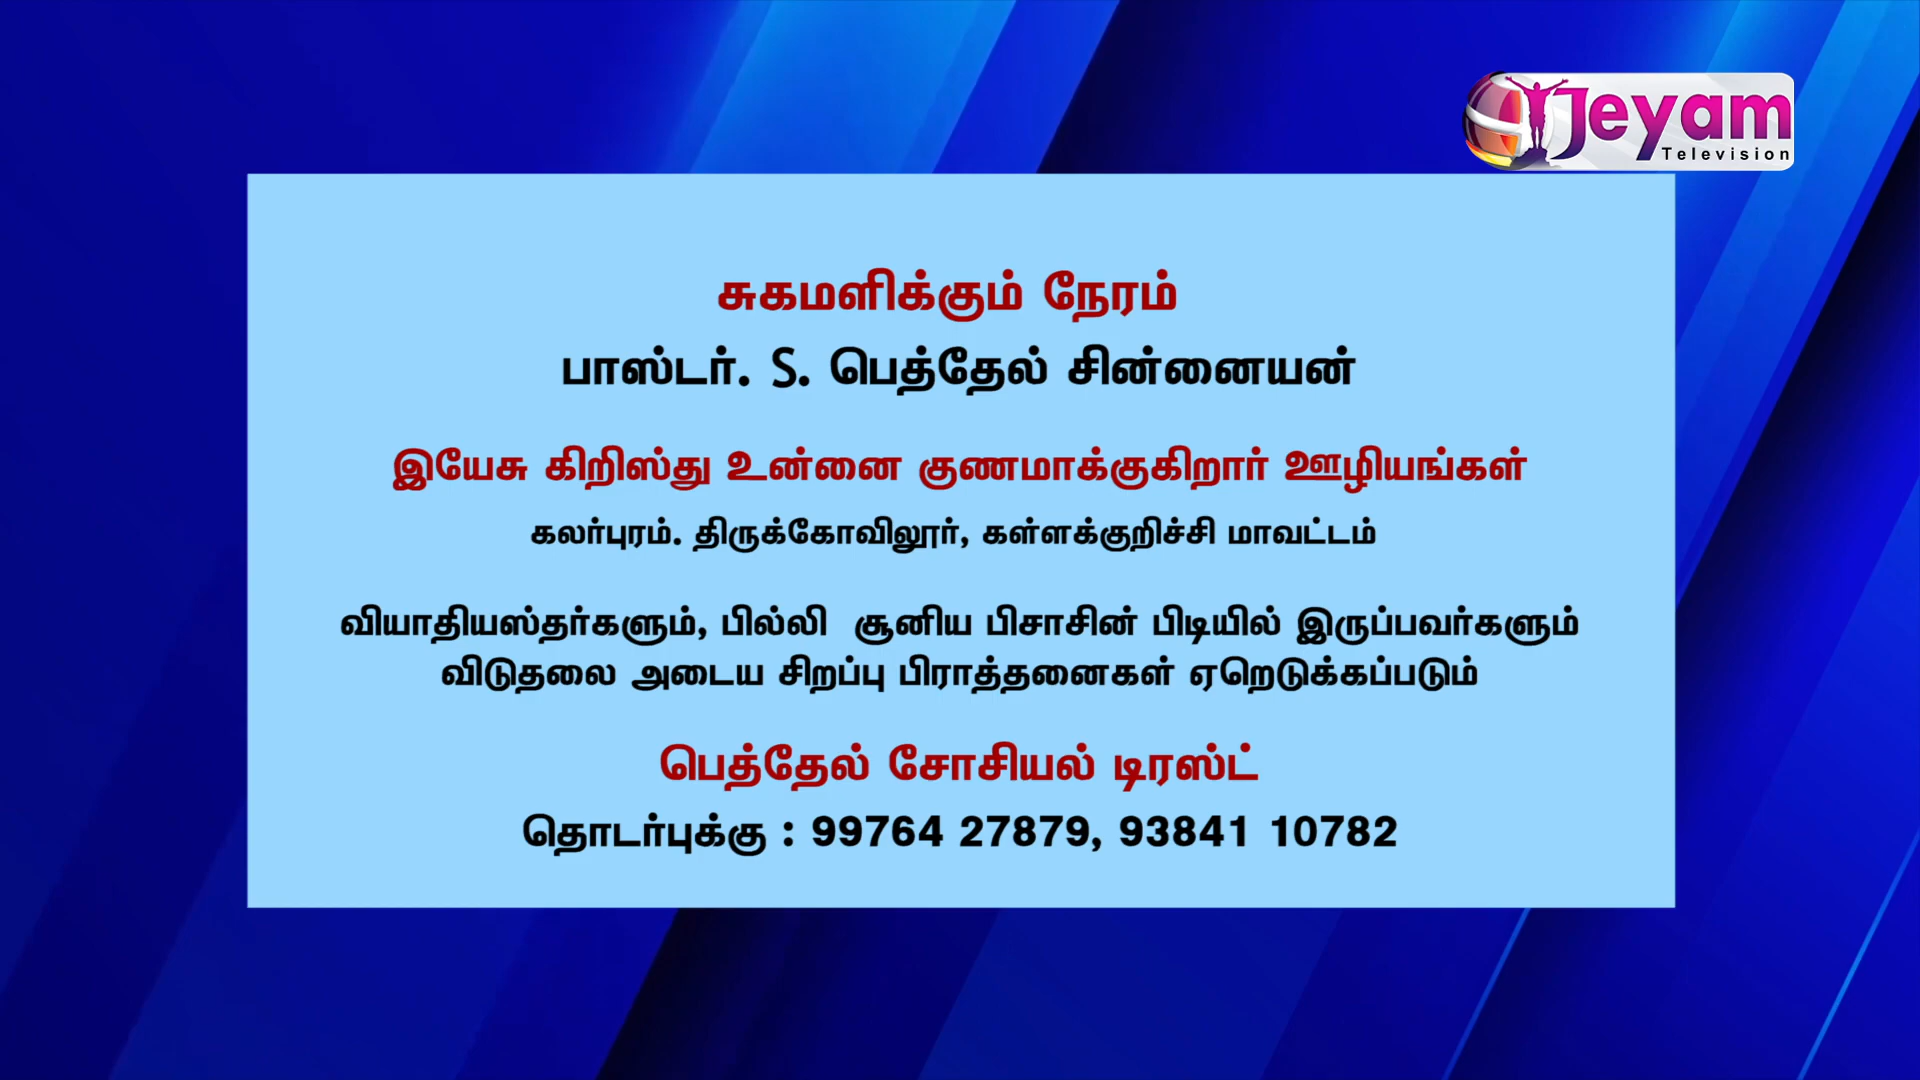 Jeyam
Television
சுகமளிக்கும் நேரம்
பாஸ்டர். S. பெத்தேல் சின்னையன்
இயேசு கிறிஸ்து உன்னை குணமாக்குகிறார் ஊழியங்கள்
கலர்புரம். திருக்கோவிலூர், கள்ளக்குறிச்சி மாவட்டம்
வியாதியஸ்தர்களும், பில்லி சூனிய பிசாசின் பிடியில் இருப்பவர்களும்
விடுதலை அடைய சிறப்பு பிராத்தனைகள் ஏறெடுக்கப்படும்
பெத்தேல் சோசியல் டிரஸ்ட்
தொடர்புக்கு : 99764 27879, 93841 10782